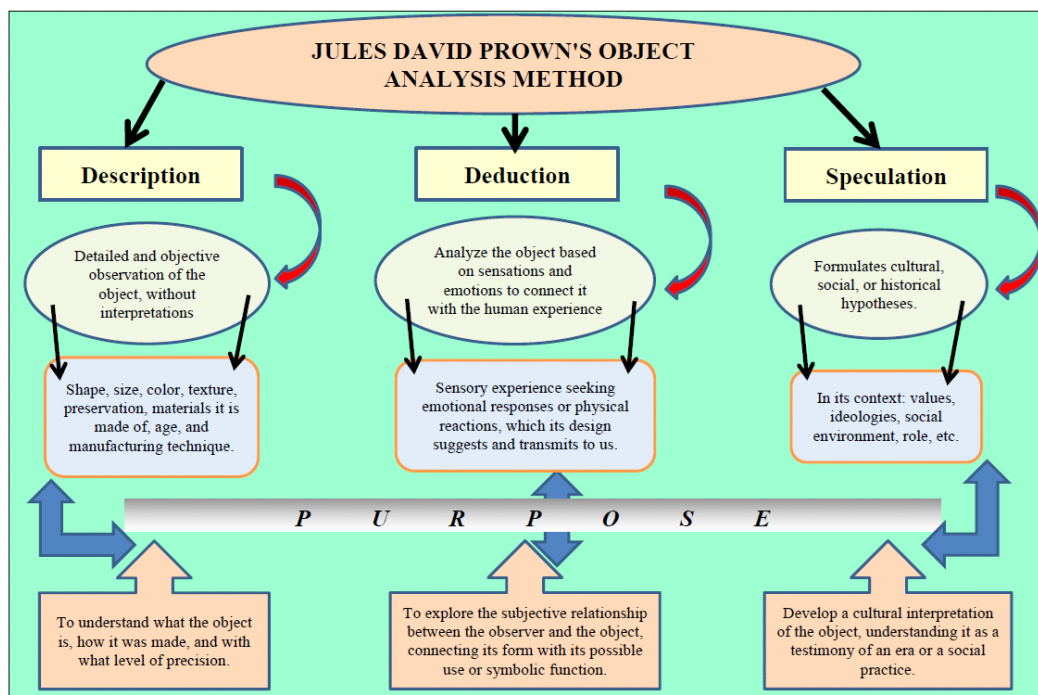 JULES DAVID PROWN'S OBJECT
ANALYSIS METHOD
Description
Deduction
Speculation
Detailed and objective
observation of the
object, without
interpretations
Analyze the object based
on sensations and
emotions to connect it
with the human experience
Formulates cultural,
social, or historical
hypotheses.
Shape, size, color, texture,
preservation, materials it is
made of, age, and
manufacturing technique.
Sensory experience seeking
emotional responses or physical
reactions, which its design
suggests and transmits to us.
In its context: values,
ideologies, social
environment, role, etc.
P U R P O S E
To understand what the object
is, how it was made, and with
what level of precision.
To explore the subjective relationship
between the observer and the object,
connecting its form with its possible
use or symbolic function.
Develop a cultural interpretation
of the object, understanding it as a
testimony of an era or a social
practice.